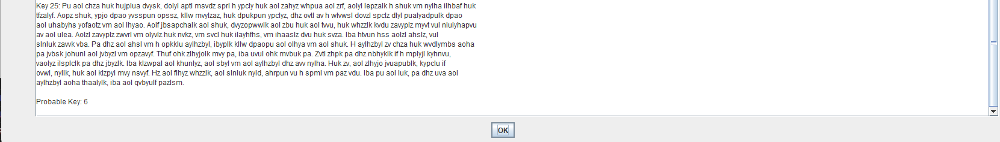 Key 25: Pu aol chza huk hujplua dvysk, dolyl aptl msvdz sprl h ypcly huk aol zahyz whpua aol zrf, aolyl lepzalk h shuk vm nylha ilhbaf huk
tfzalyf. Aopz shuk, ypjo dpao yvsspun opssz, kllw mvylzaz, huk dpukpun ypclyz, dhz ovtl av h wlvwsl dovzl spclz dlyl pualyadpulk dpao
aol uhabyhs yofaotz vm aol lhyao. Aolf jbsapchalk aol shuk, dvyzopwwlk aol zbu huk aol tvvu, huk whzzlk kvdu zavyplz myvt vul nlulyhapvu
av aol ulea. Aolzl zavyplz zwvrl vm olyvlz huk nvkz, vm svcl huk ilayhfhs, vm ihaaslz dvu huk svza. Iba htvun hss aolzl ahslz, vul
slnluk zavvk vba. Pa dhz aol ahsl vm h opkklu aylhzbyl, ibyplk kllw dpaopu aol olhya vm aol shuk. H aylhzbyl zv chza huk wvdlymbs aoha
pa jvbsk johunl aol jvbyzl vm opzavyf. Thuf ohk zlhyjolk mvy pa, iba uvul ohk mvbuk pa. Zvtl zhpk pa dhz nbhyklk if h mplyjl kyhnvu,
vaolyz ilsplclk pa dhz jbyzlk. Iba klzwpal aol khunlyz, aol sbyl vm aol aylhzbyl dhz avv nylha. Huk zv, aol zlhyjo jvuapublk, kypclu if
ovwl, nyllk, huk aol klzpyl mvy nsvyf. Hz aol flhyz whzzlk, aol slnluk nyld, ahrpun vu h spml vm paz vdu. Iba pu aol luk, pa dhz uva aol
aylhzbyl aoha thaalylk, iba aol qvbyulf pazlsm.
Probable Key: 6
OK